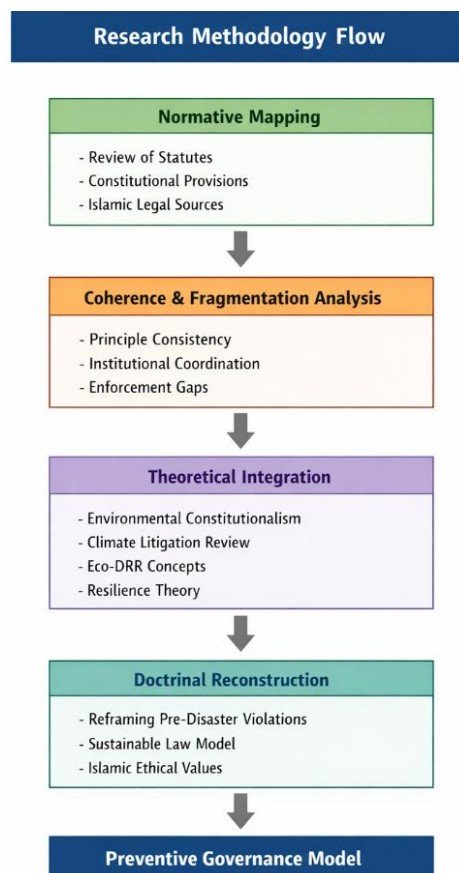 Research Methodology Flow
Normative Mapping
- Review of Statutes
- Constitutional Provisions
- Islamic Legal Sources
Coherence & Fragmentation Analysis
- Principle Consistency
- Institutional Coordination
- Enforcement Gaps
Theoretical Integration
- Environmental Constitutionalism
- Climate Litigation Review
- Eco-DRR Concepts
- Resilience Theory
Doctrinal Reconstruction
- Reframing Pre-Disaster Violations
- Sustainable Law Model
- Islamic Ethical Values
Preventive Governance Model